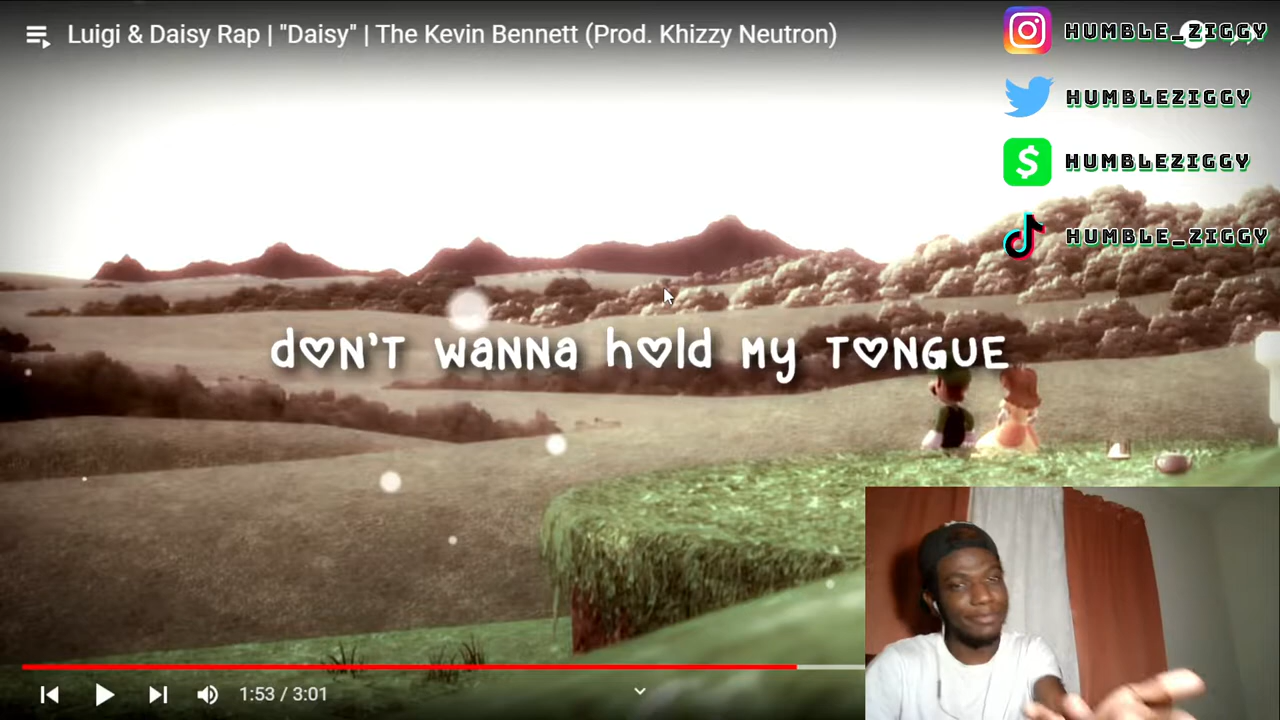 Luigi & Daisy Rap | "Daisy" | The Kevin Bennett (Prod. Khizzy Neutron)
HUMBLE_ZIGGY
HUMBLEZIGGY
HUMBLEZIGGY
HUMBLE_ZIGGY
don't wanna hold my tongue
1:53 / 3:01